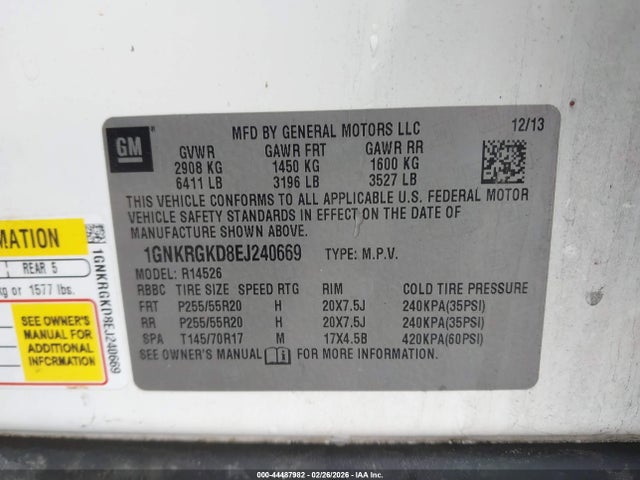 GM
MFD BY GENERAL MOTORS LLC 12/13
GVWR GAWR FRT GAWR RR
2908 KG 1450 KG 1600 KG
6411 LB 3196 LB 3527 LB
THIS VEHICLE CONFORMS TO ALL APPLICABLE U.S. FEDERAL MOTOR
VEHICLE SAFETY STANDARDS IN EFFECT ON THE DATE OF
MANUFACTURE SHOWN ABOVE.
1GNKRGKD8EJ240669 TYPE: M.P.V.
MODEL: R14526
RBBC TIRE SIZE SPEED RTG RIM COLD TIRE PRESSURE
FRT P255/55R20 H 20X7.5J 240KPA(35PSI)
RR P255/55R20 H 20X7.5J 240KPA(35PSI)
SPA T145/70R17 M 17X4.5B 420KPA(60PSI)
SEE OWNER'S MANUAL FOR MORE INFORMATION.
MATION
REAR 5
kg or 1577 lbs.
SEE OWNER'S
MANUAL FOR
ADDITIONAL
INFORMATION
1GNKRGKD8EJ240669
000-44487982 - 02/26/2026 - IAA Inc.